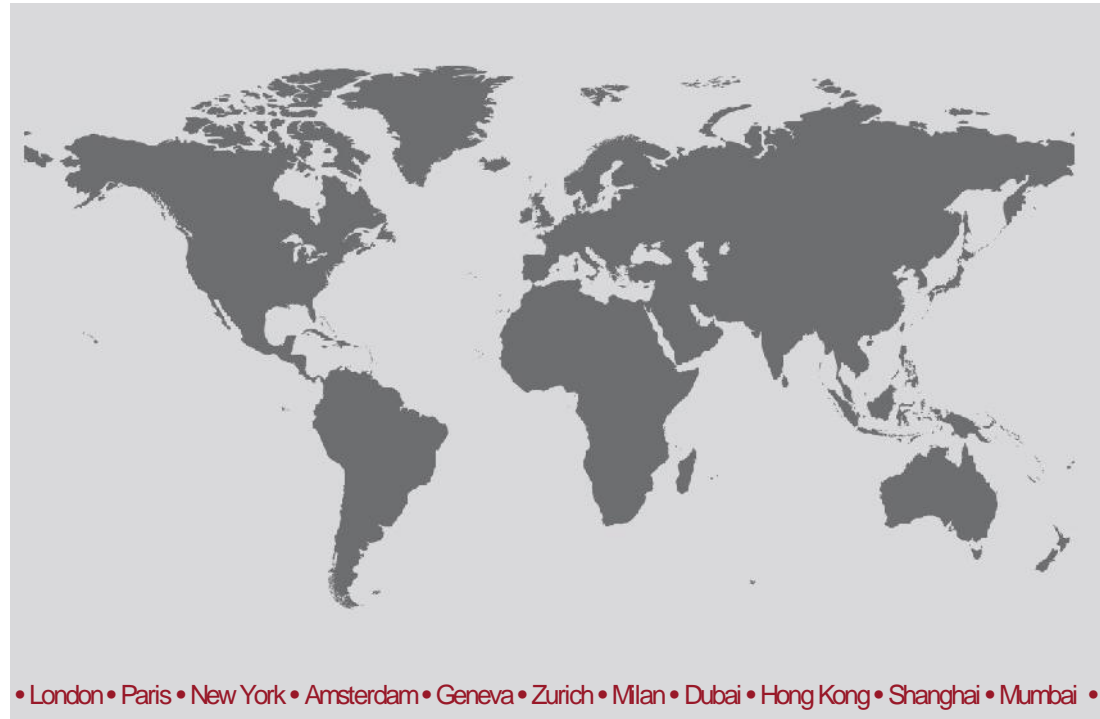 • London • Paris • New York • Amsterdam • Geneva • Zurich • Milan • Dubai • Hong Kong • Shanghai • Mumbai •